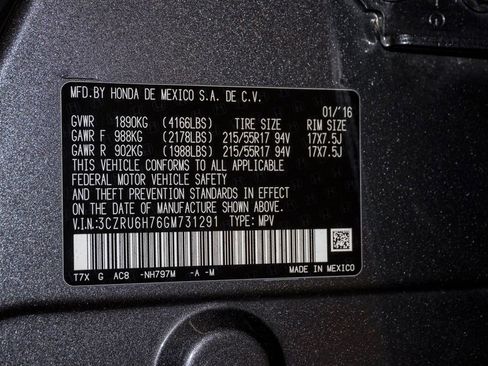 MFD.BY HONDA DE MEXICO S.A. DE C.V.
01/'16
GVWR 1890KG (4166LBS) TIRE SIZE RIM SIZE
GAWR F 988KG (2178LBS) 215/55R17 94V 17X7.5J
GAWR R 902KG (1988LBS) 215/55R17 94V 17X7.5J
THIS VEHICLE CONFORMS TO ALL APPLICABLE
FEDERAL MOTOR VEHICLE SAFETY
AND THEFT PREVENTION STANDARDS IN EFFECT
ON THE DATE OF MANUFACTURE SHOWN ABOVE.
V.I.N.:3CZRU6H76GM731291 TYPE: MPV
T7X G AC8 -NH797M -A -M MADE IN MEXICO